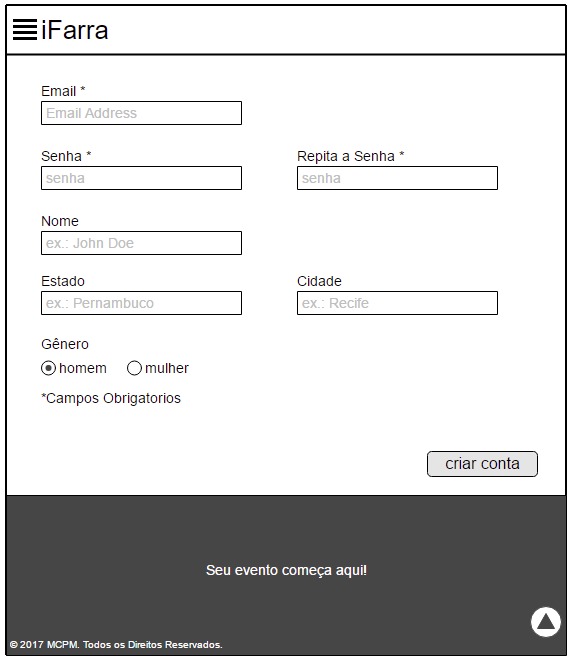 iFarra
Email *
Email Address
Senha *
Repita a Senha *
senha
senha
Nome
ex.: John Doe
Estado
Cidade
ex.: Pernambuco
ex.: Recife
Gênero
homem
mulher
*Campos Obrigatorios
criar conta
Seu evento começa aqui!
© 2017 MCPM. Todos os Direitos Reservados.